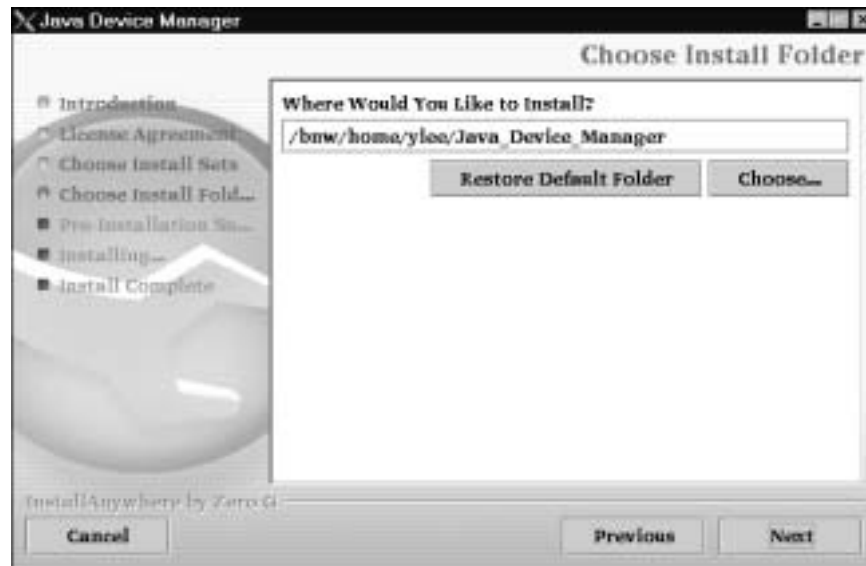 Java Device Manager
Choose Install Folder
Introduction
License Agreement
Choose Install Sets
Choose Install Fold...
Pre-Installation Su...
Installing...
Install Complete
Where Would You Like to Install?
/bnw/home/ylee/Java_Device_Manager
Restore Default Folder
Choose...
InstallAnywhere by Zero G
Cancel
Previous
Next